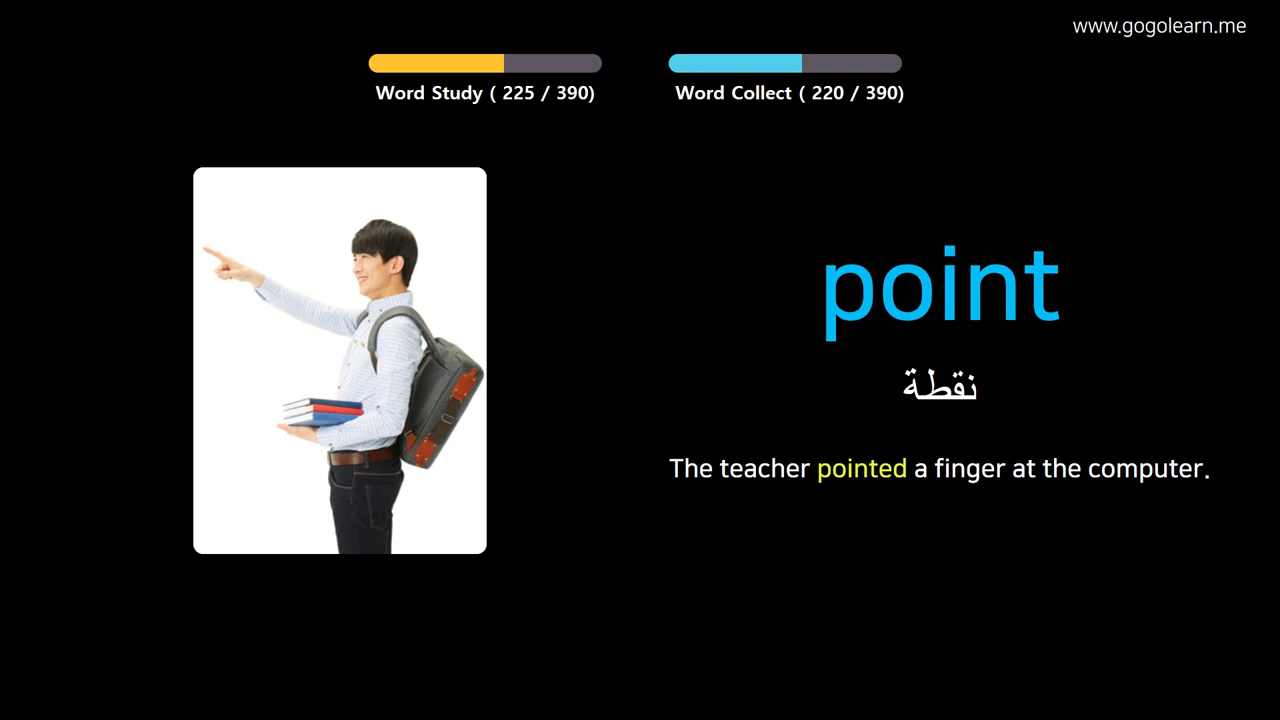 www.gogolearn.me
Word Study ( 225 / 390)
Word Collect ( 220 / 390)
point
نقطة
The teacher pointed a finger at the computer.